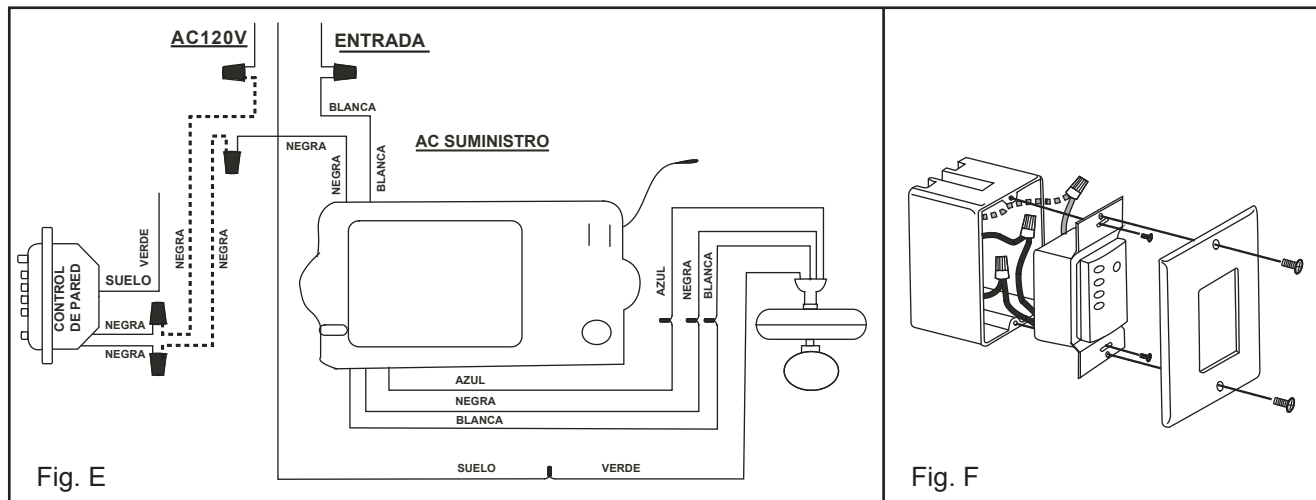 AC120V
ENTRADA
BLANCA
AC SUMINISTRO
NEGRA
NEGRA
BLANCA
VERDE
NEGRA
NEGRA
SUELO
CONTROL
DE PARED
NEGRA
NEGRA
AZUL
NEGRA
BLANCA
AZUL
NEGRA
BLANCA
SUELO
VERDE
Fig. E
Fig. F